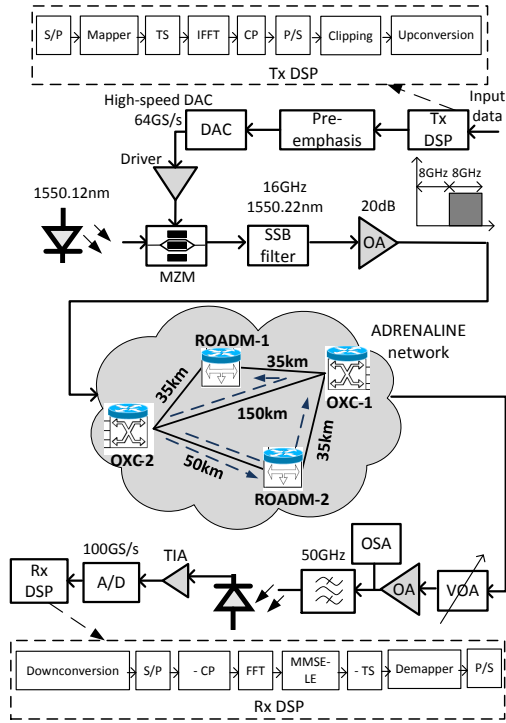 S/P
Mapper
TS
IFFT
CP
P/S
Clipping
Upconversion
Tx DSP
High-speed DAC
64GS/s
DAC
Pre-
emphasis
Tx
DSP
Input
data
Driver
8GHz
8GHz
1550.12nm
MZM
16GHz
1550.22nm
SSB
filter
20dB
OA
ADRENALINE
network
ROADM-1
35km
35km
OXC-1
150km
OXC-2
50km
35km
ROADM-2
OSA
50GHz
OA
VOA
TIA
100GS/s
A/D
Rx
DSP
Downconversion
S/P
- CP
FFT
MMSE-
LE
- TS
Demapper
P/S
Rx DSP